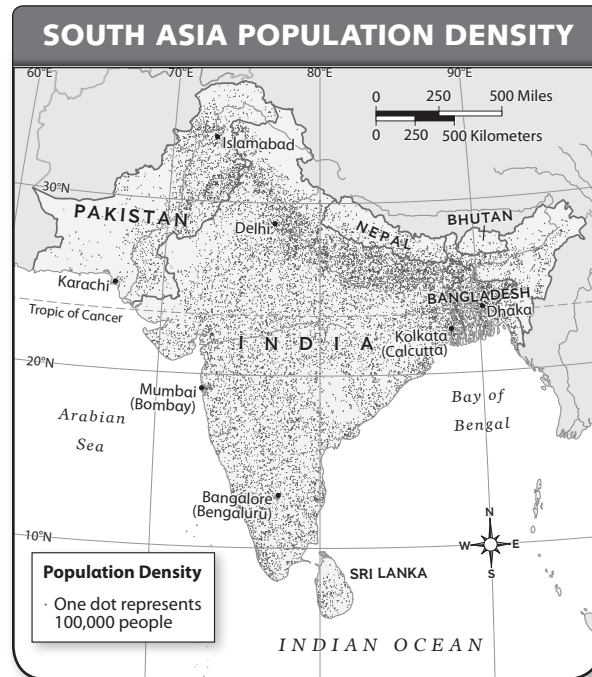 SOUTH ASIA POPULATION DENSITY
60°E
70°E
80°E
90°E
0 250 500 Miles
0 250 500 Kilometers
Islamabad
30°N
PAKISTAN
Delhi
NEPAL
BHUTAN
Karachi
BANGLADESH
Dhaka
Tropic of Cancer
Kolkata
(Calcutta)
INDIA
20°N
Mumbai
(Bombay)
Arabian
Sea
Bay of
Bengal
Bangalore
(Bengaluru)
10°N
N
W E
S
SRI LANKA
Population Density
· One dot represents
100,000 people
INDIAN OCEAN